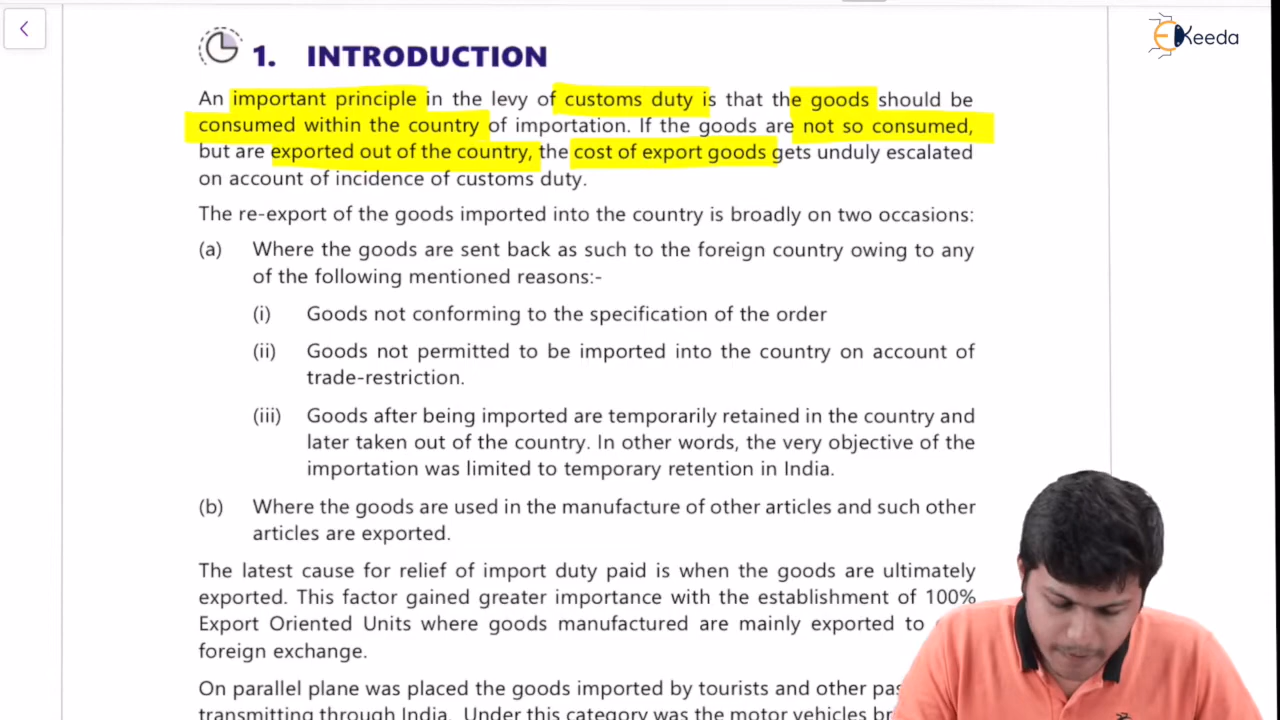 Keeda
1. INTRODUCTION
An important principle in the levy of customs duty is that the goods should be
consumed within the country of importation. If the goods are not so consumed,
but are exported out of the country, the cost of export goods gets unduly escalated
on account of incidence of customs duty.
The re-export of the goods imported into the country is broadly on two occasions:
(a) Where the goods are sent back as such to the foreign country owing to any
of the following mentioned reasons:-
(i) Goods not conforming to the specification of the order
(ii) Goods not permitted to be imported into the country on account of
trade-restriction.
(iii) Goods after being imported are temporarily retained in the country and
later taken out of the country. In other words, the very objective of the
importation was limited to temporary retention in India.
(b) Where the goods are used in the manufacture of other articles and such other
articles are exported.
The latest cause for relief of import duty paid is when the goods are ultimately
exported. This factor gained greater importance with the establishment of 100%
Export Oriented Units where goods manufactured are mainly exported to
foreign exchange.
On parallel plane was placed the goods imported by tourists and other
transmitting through India. Under this category was the motor vehicles